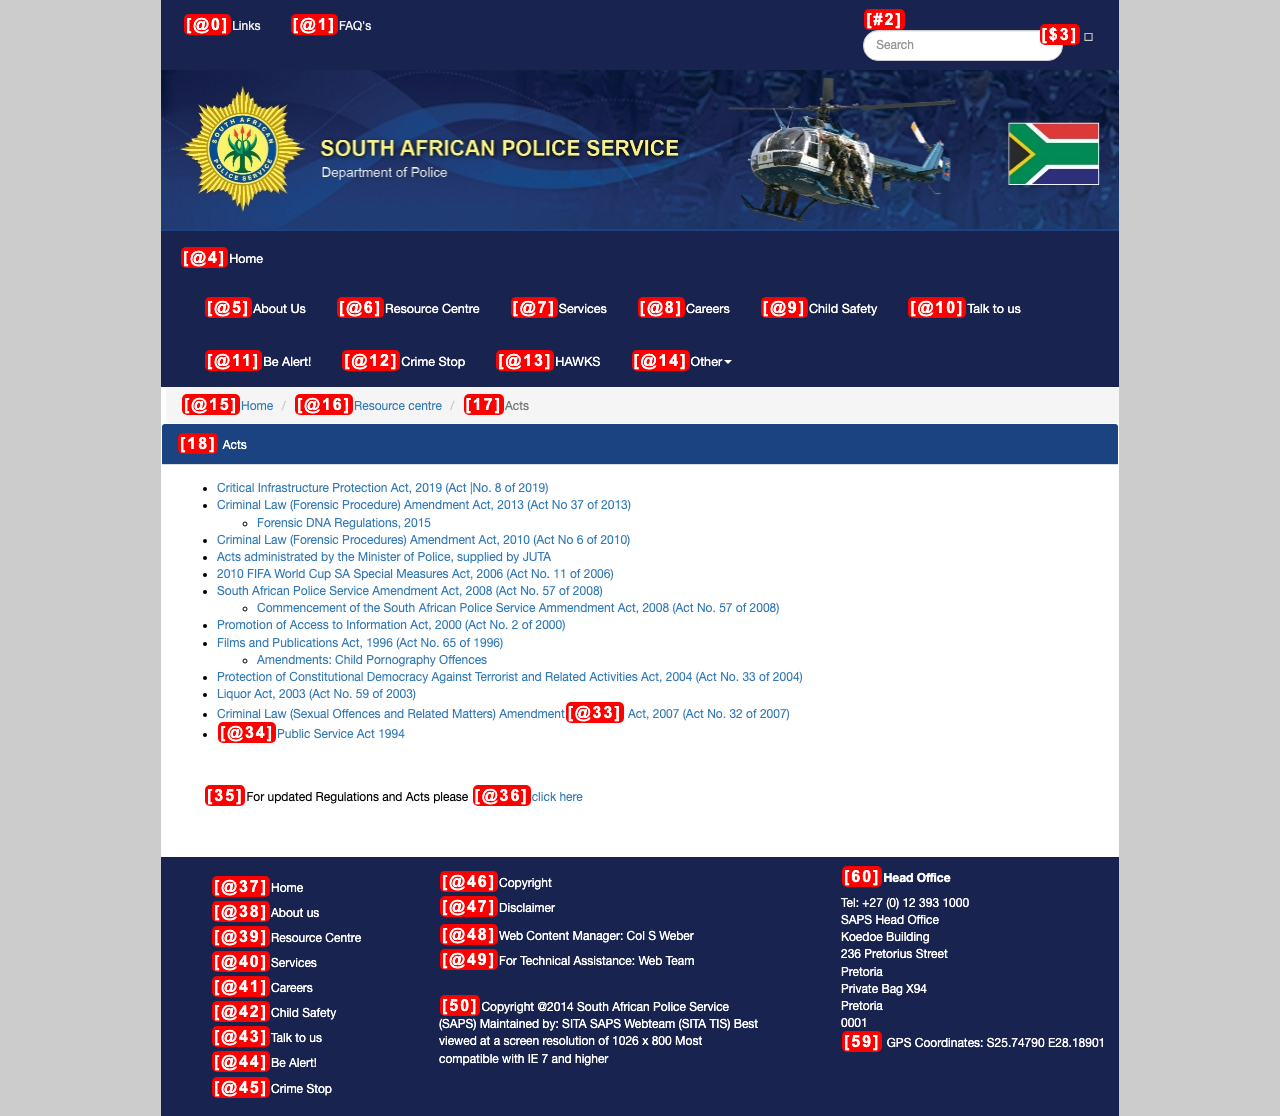 [@0] Links [@1] FAQ's [#2]
Search [$3]
SOUTH AFRICAN POLICE SERVICE
Department of Police
[@4] Home
[@5] About Us [@6] Resource Centre [@7] Services [@8] Careers [@9] Child Safety [@10] Talk to us
[@11] Be Alert! [@12] Crime Stop [@13] HAWKS [@14] Other
[@15] Home / [@16] Resource centre / [17] Acts
[18] Acts
Critical Infrastructure Protection Act, 2019 (Act |No. 8 of 2019)
Criminal Law (Forensic Procedure) Amendment Act, 2013 (Act No 37 of 2013)
Forensic DNA Regulations, 2015
Criminal Law (Forensic Procedures) Amendment Act, 2010 (Act No 6 of 2010)
Acts administrated by the Minister of Police, supplied by JUTA
2010 FIFA World Cup SA Special Measures Act, 2006 (Act No. 11 of 2006)
South African Police Service Amendment Act, 2008 (Act No. 57 of 2008)
Commencement of the South African Police Service Ammendment Act, 2008 (Act No. 57 of 2008)
Promotion of Access to Information Act, 2000 (Act No. 2 of 2000)
Films and Publications Act, 1996 (Act No. 65 of 1996)
Amendments: Child Pornography Offences
Protection of Constitutional Democracy Against Terrorist and Related Activities Act, 2004 (Act No. 33 of 2004)
Liquor Act, 2003 (Act No. 59 of 2003)
Criminal Law (Sexual Offences and Related Matters) Amendment [@33] Act, 2007 (Act No. 32 of 2007)
[@34] Public Service Act 1994
[35] For updated Regulations and Acts please [@36] click here
[@37] Home
[@38] About us
[@39] Resource Centre
[@40] Services
[@41] Careers
[@42] Child Safety
[@43] Talk to us
[@44] Be Alert!
[@45] Crime Stop
[@46] Copyright
[@47] Disclaimer
[@48] Web Content Manager: Col S Weber
[@49] For Technical Assistance: Web Team
[50] Copyright @2014 South African Police Service
(SAPS) Maintained by: SITA SAPS Webteam (SITA TIS) Best
viewed at a screen resolution of 1026 x 800 Most
compatible with IE 7 and higher
[60] Head Office
Tel: +27 (0) 12 393 1000
SAPS Head Office
Koedoe Building
236 Pretorius Street
Pretoria
Private Bag X94
Pretoria
0001
[59] GPS Coordinates: S25.74790 E28.18901